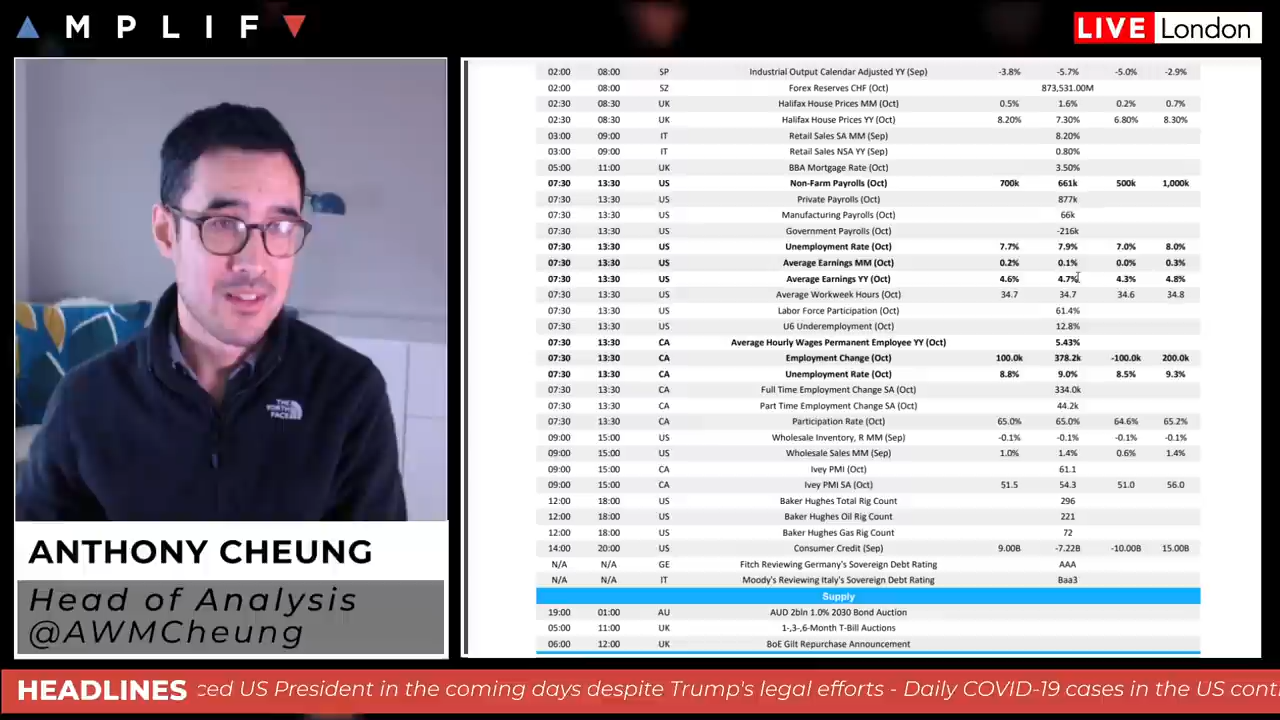 AMPLIFY
LIVE London
02:00 08:00 SP Industrial Output Calendar Adjusted YY (Sep) -3.8% -5.7% -5.0% -2.9%
02:00 08:00 SZ Forex Reserves CHF (Oct) 873,531.00M
02:30 08:30 UK Halifax House Prices MM (Oct) 0.5% 1.6% 0.2% 0.7%
02:30 08:30 UK Halifax House Prices YY (Oct) 8.20% 7.30% 6.80% 8.30%
03:00 09:00 IT Retail Sales SA MM (Sep) 8.20%
03:00 09:00 IT Retail Sales NSA YY (Sep) 0.80%
05:00 11:00 UK BBA Mortgage Rate (Oct) 3.50%
07:30 13:30 US Non-Farm Payrolls (Oct) 700k 661k 500k 1,000k
07:30 13:30 US Private Payrolls (Oct) 877k
07:30 13:30 US Manufacturing Payrolls (Oct) 66k
07:30 13:30 US Government Payrolls (Oct) -216k
07:30 13:30 US Unemployment Rate (Oct) 7.7% 7.9% 7.0% 8.0%
07:30 13:30 US Average Earnings MM (Oct) 0.2% 0.1% 0.0% 0.3%
07:30 13:30 US Average Earnings YY (Oct) 4.6% 4.7% 4.3% 4.8%
07:30 13:30 US Average Workweek Hours (Oct) 34.7 34.7 34.6 34.8
07:30 13:30 US Labor Force Participation (Oct) 61.4%
07:30 13:30 US U6 Underemployment (Oct) 12.8%
07:30 13:30 CA Average Hourly Wages Permanent Employee YY (Oct) 5.43%
07:30 13:30 CA Employment Change (Oct) 100.0k 378.2k -100.0k 200.0k
07:30 13:30 CA Unemployment Rate (Oct) 8.8% 9.0% 8.5% 9.3%
07:30 13:30 CA Full Time Employment Change SA (Oct) 334.0k
07:30 13:30 CA Part Time Employment Change SA (Oct) 44.2k
07:30 13:30 CA Participation Rate (Oct) 65.0% 65.0% 64.6% 65.2%
09:00 15:00 US Wholesale Inventory, R MM (Sep) -0.1% -0.1% -0.1% -0.1%
09:00 15:00 US Wholesale Sales MM (Sep) 1.0% 1.4% 0.6% 1.4%
09:00 15:00 CA Ivey PMI (Oct) 61.1
09:00 15:00 CA Ivey PMI SA (Oct) 51.5 54.3 51.0 56.0
12:00 18:00 US Baker Hughes Total Rig Count 296
12:00 18:00 US Baker Hughes Oil Rig Count 221
12:00 18:00 US Baker Hughes Gas Rig Count 72
14:00 20:00 US Consumer Credit (Sep) 9.00B -7.22B -10.00B 15.00B
N/A N/A GE Fitch Reviewing Germany's Sovereign Debt Rating AAA
N/A N/A IT Moody's Reviewing Italy's Sovereign Debt Rating Baa3
Supply
19:00 01:00 AU AUD 2bln 1.0% 2030 Bond Auction
05:00 11:00 UK 1-,3-,6-Month T-Bill Auctions
06:00 12:00 UK BoE Gilt Repurchase Announcement
THE NORTH FACE
ANTHONY CHEUNG
Head of Analysis
@AWMCheung
HEADLINES ced US President in the coming days despite Trump's legal efforts - Daily COVID-19 cases in the US cont